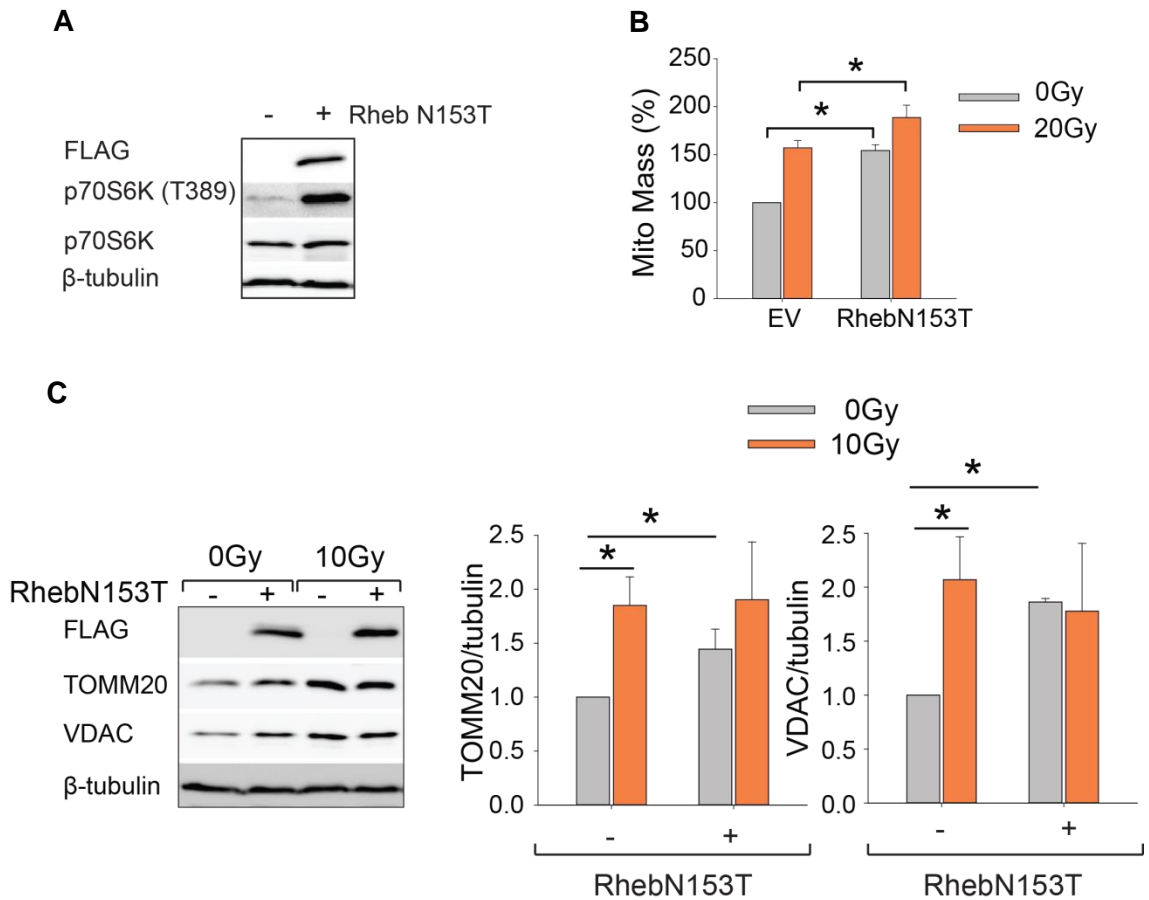 A
- + Rheb N153T
FLAG
p70S6K (T389)
p70S6K
β-tubulin
B
Mito Mass (%)
250
200
150
100
50
0
* *
EV RhebN153T
0Gy
20Gy
C
0Gy 10Gy
RhebN153T - + - +
FLAG
TOMM20
VDAC
β-tubulin
0Gy
10Gy
TOMM20/tubulin
2.5
2.0
1.5
1.0
0.5
0.0
*
*
- +
RhebN153T
VDAC/tubulin
2.5
2.0
1.5
1.0
0.5
0.0
*
*
- +
RhebN153T